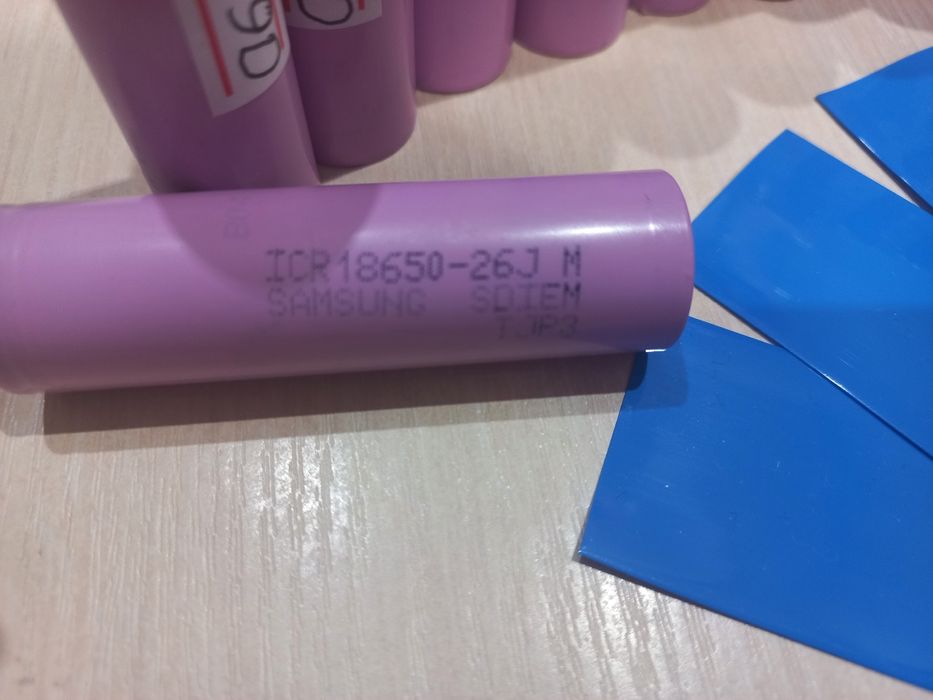 ICR18650-26J M
SAMSUNG SDIEM
TJP3